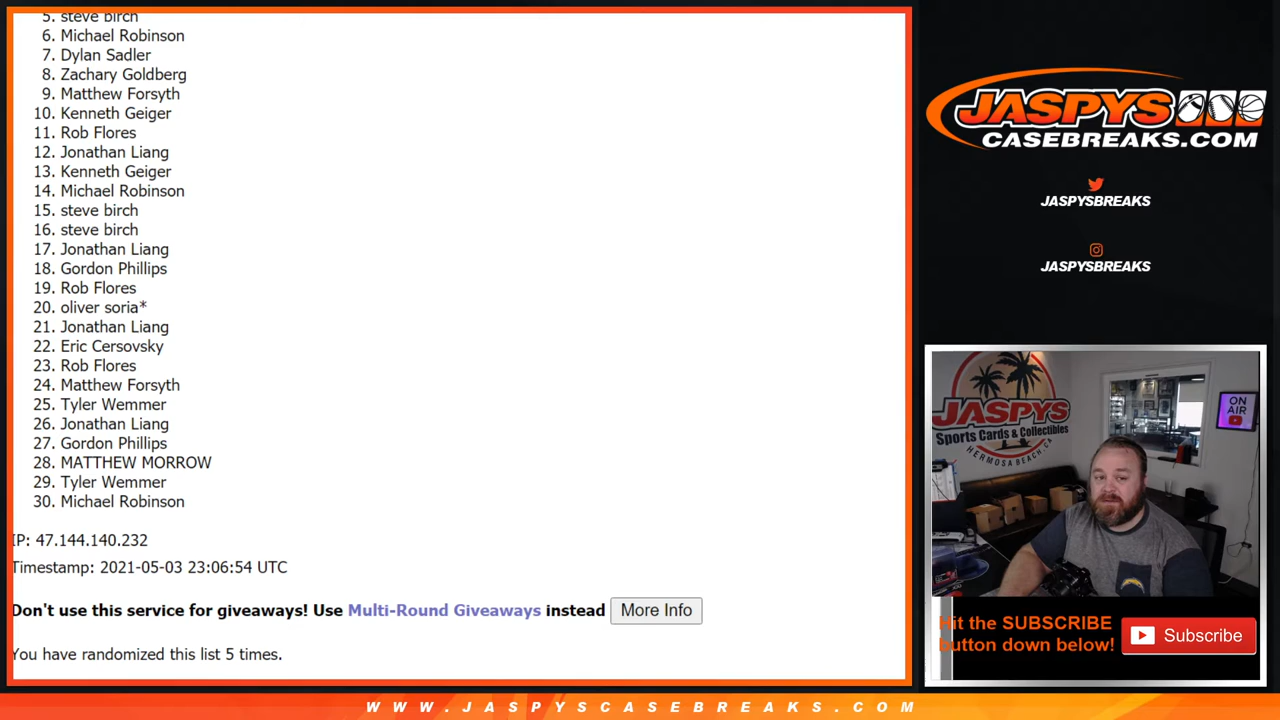 5. steve birch
6. Michael Robinson
7. Dylan Sadler
8. Zachary Goldberg
9. Matthew Forsyth
10. Kenneth Geiger
11. Rob Flores
12. Jonathan Liang
13. Kenneth Geiger
14. Michael Robinson
15. steve birch
16. steve birch
17. Jonathan Liang
18. Gordon Phillips
19. Rob Flores
20. oliver soria*
21. Jonathan Liang
22. Eric Cersovsky
23. Rob Flores
24. Matthew Forsyth
25. Tyler Wemmer
26. Jonathan Liang
27. Gordon Phillips
28. MATTHEW MORROW
29. Tyler Wemmer
30. Michael Robinson
IP: 47.144.140.232
Timestamp: 2021-05-03 23:06:54 UTC
Don't use this service for giveaways! Use Multi-Round Giveaways instead More Info
You have randomized this list 5 times.
JASPYS
CASEBREAKS.COM
JASPYSBREAKS
JASPYSBREAKS
JASPYS
Sports Cards & Collectibles
HERMOSA BEACH, CA
ON
AIR
Hit the SUBSCRIBE
button down below!
Subscribe
WWW.JASPYSCASEBREAKS.COM